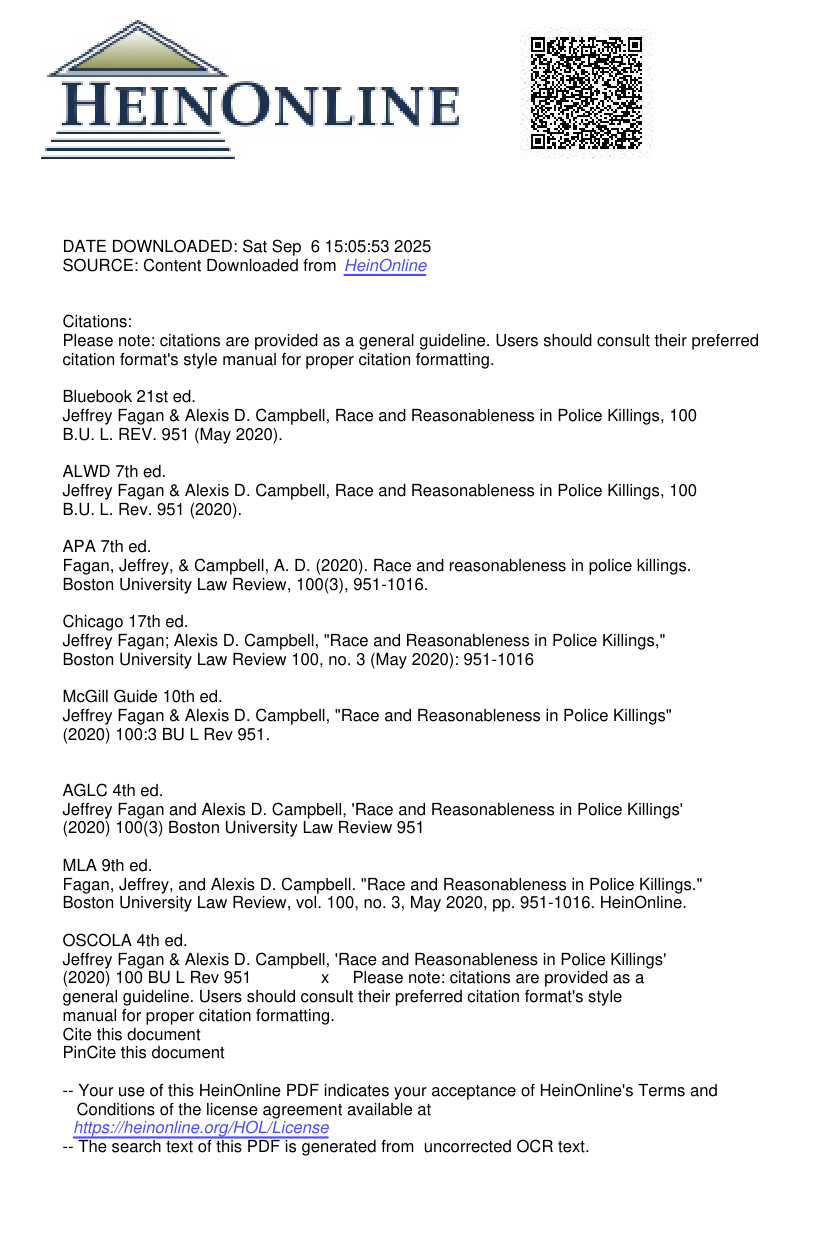 HEINONLINE
DATE DOWNLOADED: Sat Sep 6 15:05:53 2025
SOURCE: Content Downloaded from HeinOnline
Citations:
Please note: citations are provided as a general guideline. Users should consult their preferred
citation format's style manual for proper citation formatting.
Bluebook 21st ed.
Jeffrey Fagan & Alexis D. Campbell, Race and Reasonableness in Police Killings, 100
B.U. L. REV. 951 (May 2020).
ALWD 7th ed.
Jeffrey Fagan & Alexis D. Campbell, Race and Reasonableness in Police Killings, 100
B.U. L. Rev. 951 (2020).
APA 7th ed.
Fagan, Jeffrey, & Campbell, A. D. (2020). Race and reasonableness in police killings.
Boston University Law Review, 100(3), 951-1016.
Chicago 17th ed.
Jeffrey Fagan; Alexis D. Campbell, "Race and Reasonableness in Police Killings,"
Boston University Law Review 100, no. 3 (May 2020): 951-1016
McGill Guide 10th ed.
Jeffrey Fagan & Alexis D. Campbell, "Race and Reasonableness in Police Killings"
(2020) 100:3 BU L Rev 951.
AGLC 4th ed.
Jeffrey Fagan and Alexis D. Campbell, 'Race and Reasonableness in Police Killings'
(2020) 100(3) Boston University Law Review 951
MLA 9th ed.
Fagan, Jeffrey, and Alexis D. Campbell. "Race and Reasonableness in Police Killings."
Boston University Law Review, vol. 100, no. 3, May 2020, pp. 951-1016. HeinOnline.
OSCOLA 4th ed.
Jeffrey Fagan & Alexis D. Campbell, 'Race and Reasonableness in Police Killings'
(2020) 100 BU L Rev 951 x Please note: citations are provided as a
general guideline. Users should consult their preferred citation format's style
manual for proper citation formatting.
Cite this document
PinCite this document
-- Your use of this HeinOnline PDF indicates your acceptance of HeinOnline's Terms and
Conditions of the license agreement available at
https://heinonline.org/HOL/License
-- The search text of this PDF is generated from uncorrected OCR text.